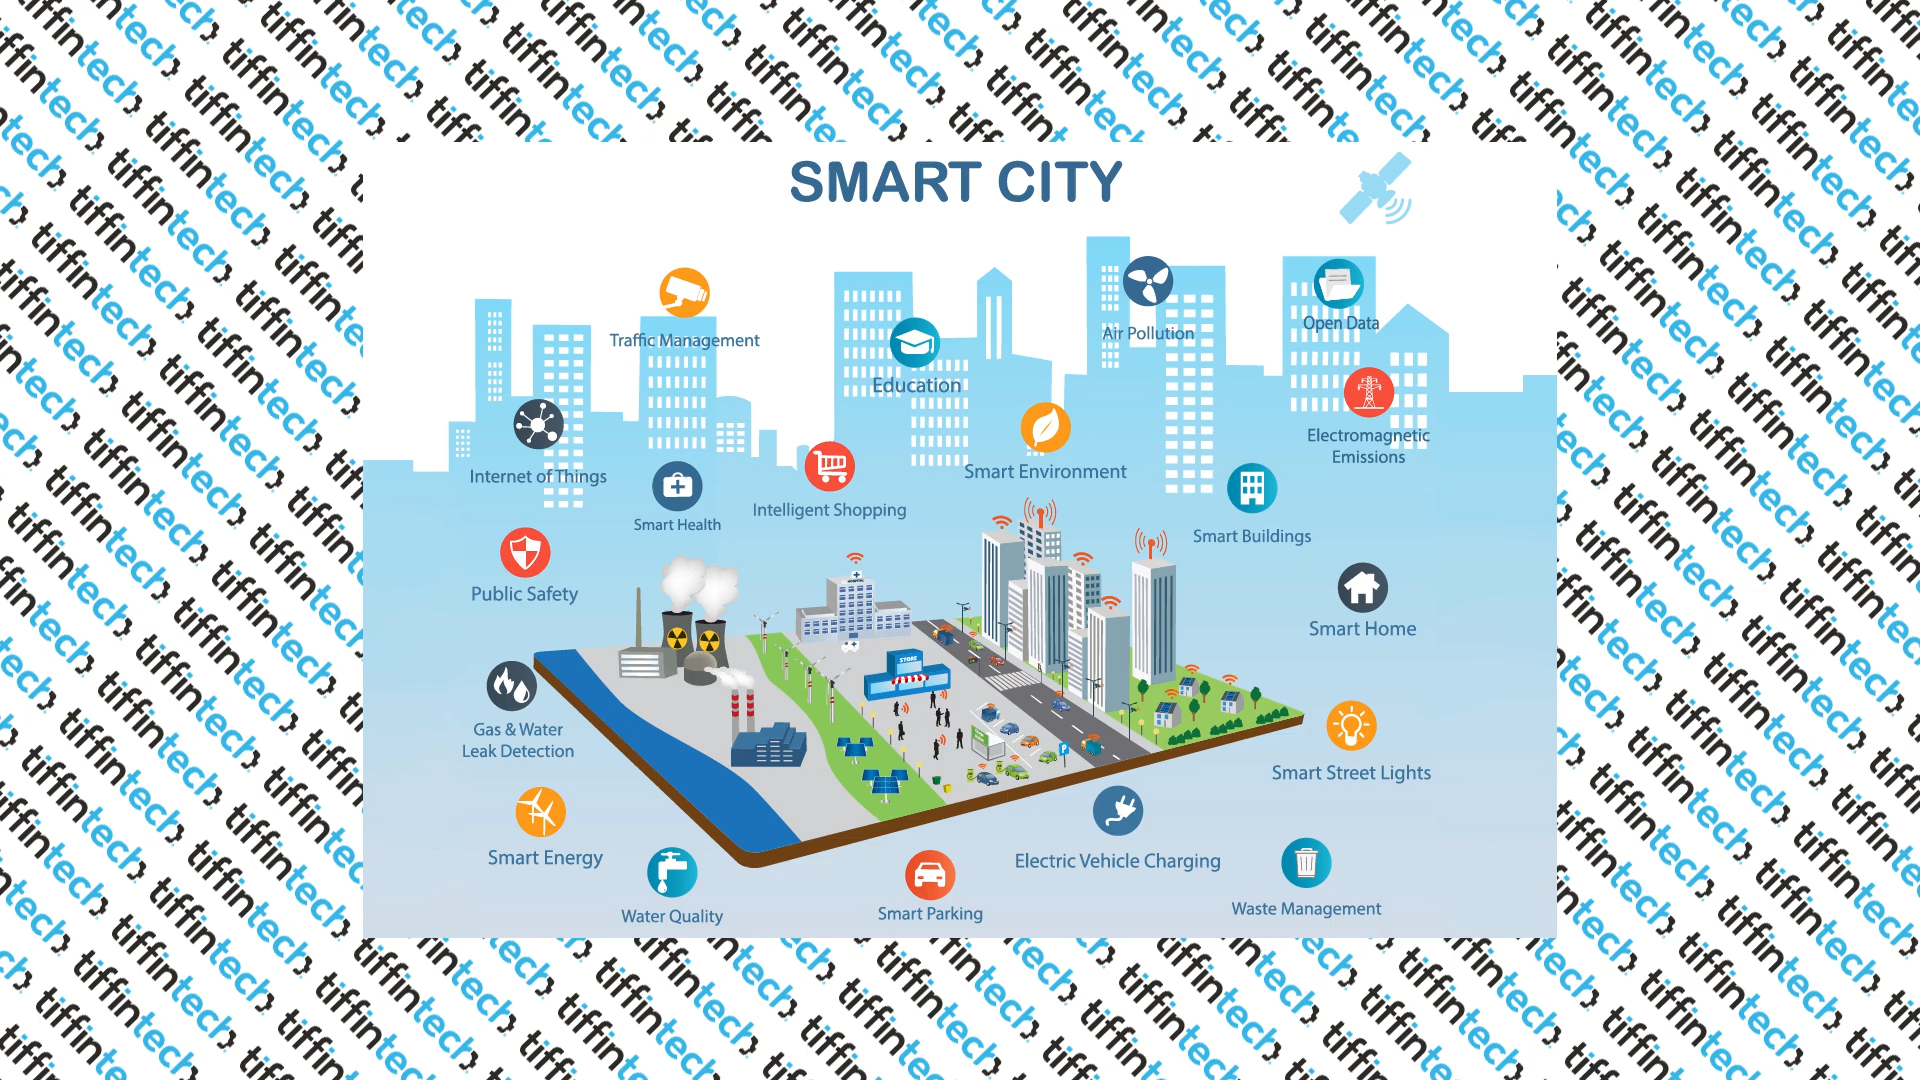 SMART CITY
Traffic Management
Education
Air Pollution
Open Data
Internet of Things
Smart Health
Intelligent Shopping
Smart Environment
Electromagnetic
Emissions
Smart Buildings
Public Safety
HOSPITAL
Smart Home
STORE
Gas & Water
Leak Detection
P
Smart Street Lights
Smart Energy
Water Quality
Smart Parking
Electric Vehicle Charging
Waste Management
tiffintech